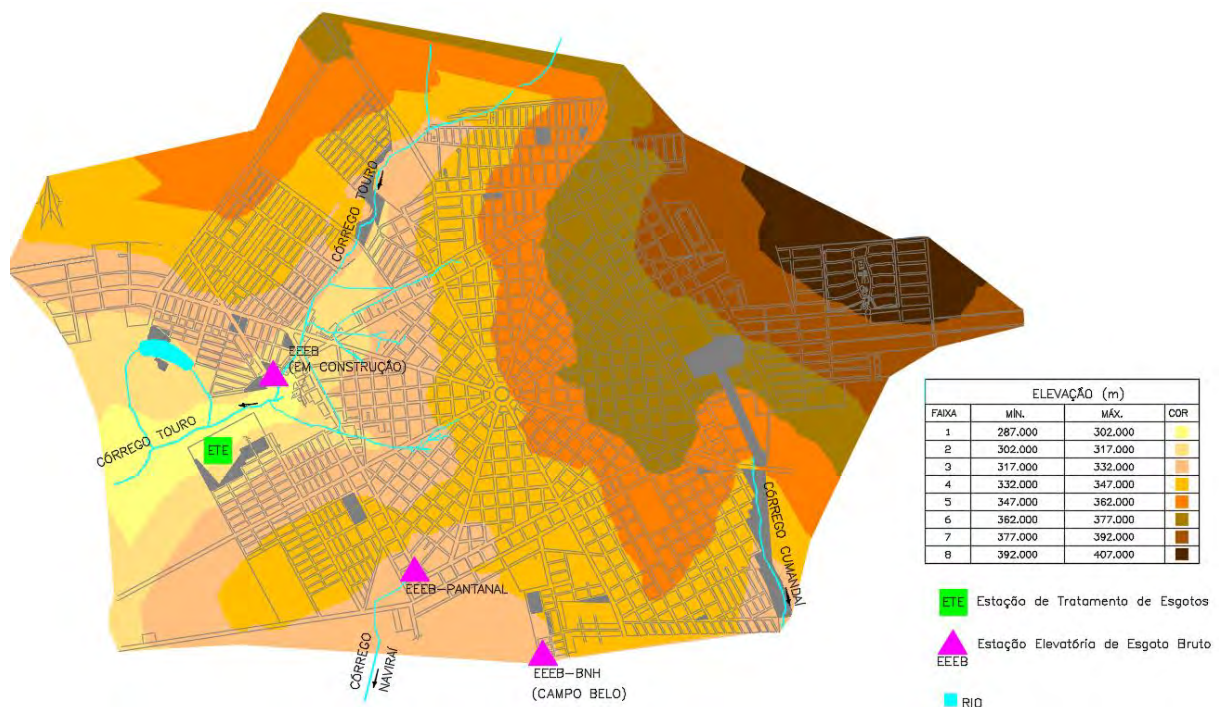 CÓRREGO TOURO
EEEB
(EM CONSTRUÇÃO)
CÓRREGO TOURO
ETE
EEEB-PANTANAL
CÓRREGO
NAVIRAÍ
EEEB-BNH
(CAMPO BELO)
CÓRREGO CUMANDAÍ
ELEVAÇÃO (m)
FAIXA MÍN. MÁX. COR
1 287.000 302.000
2 302.000 317.000
3 317.000 332.000
4 332.000 347.000
5 347.000 362.000
6 362.000 377.000
7 377.000 392.000
8 392.000 407.000
ETE Estação de Tratamento de Esgotos
Estação Elevatória de Esgoto Bruto
EEEB
RIO